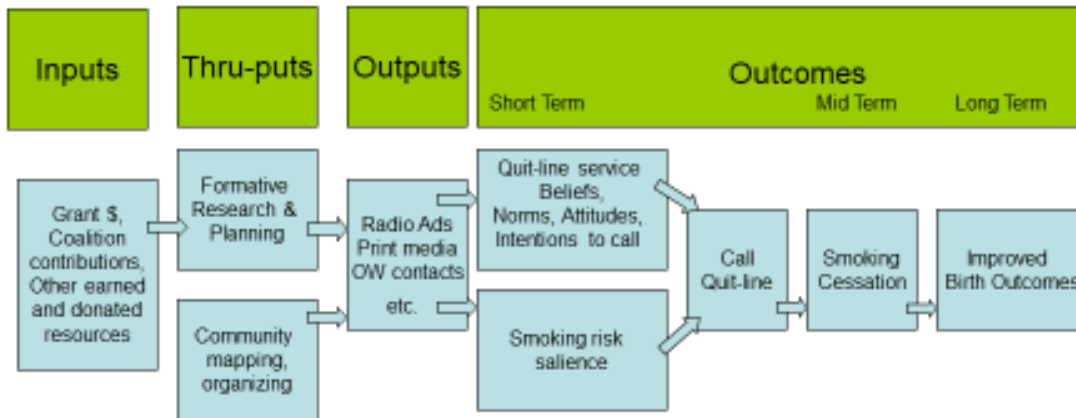 Inputs
Thru-puts
Outputs
Outcomes
Short Term
Mid Term
Long Term
Grant $,
Coalition
contributions,
Other earned
and donated
resources
Formative
Research &
Planning
Community
mapping,
organizing
Radio Ads
Print media
OW contacts
etc.
Quit-line service
Beliefs,
Norms, Attitudes,
Intentions to call
Smoking risk
salience
Call
Quit-line
Smoking
Cessation
Improved
Birth Outcomes